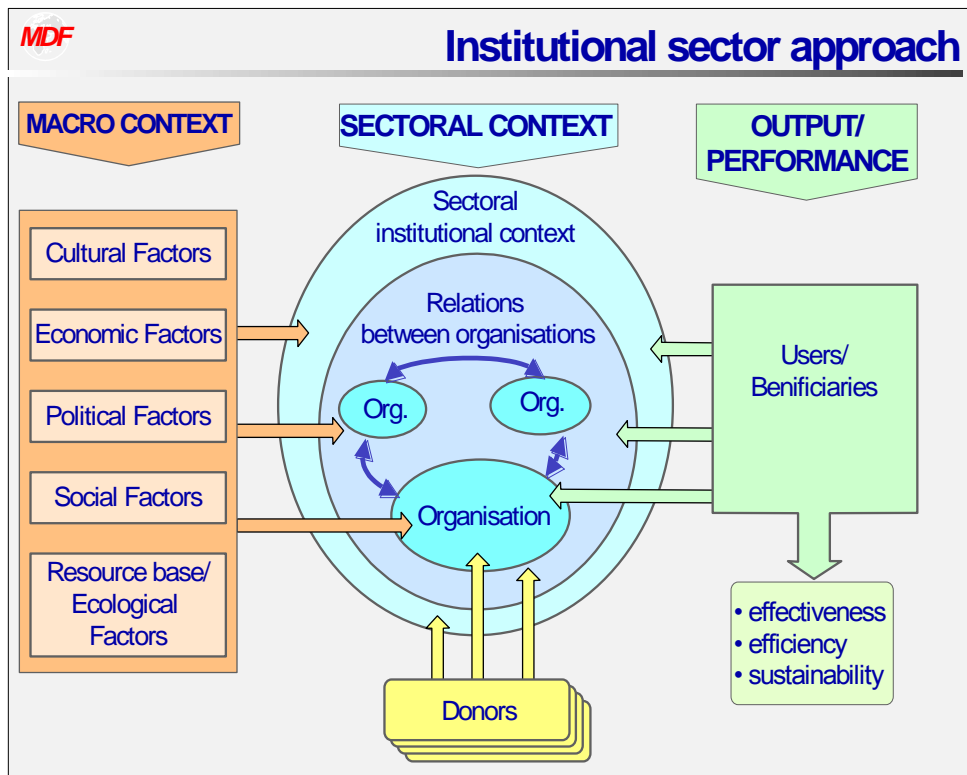 MDF
Institutional sector approach
MACRO CONTEXT
SECTORAL CONTEXT
OUTPUT/
PERFORMANCE
Cultural Factors
Economic Factors
Political Factors
Social Factors
Resource base/
Ecological
Factors
Sectoral
institutional context
Relations
between organisations
Org.
Org.
Organisation
Donors
Users/
Benificiaries
• effectiveness
• efficiency
• sustainability